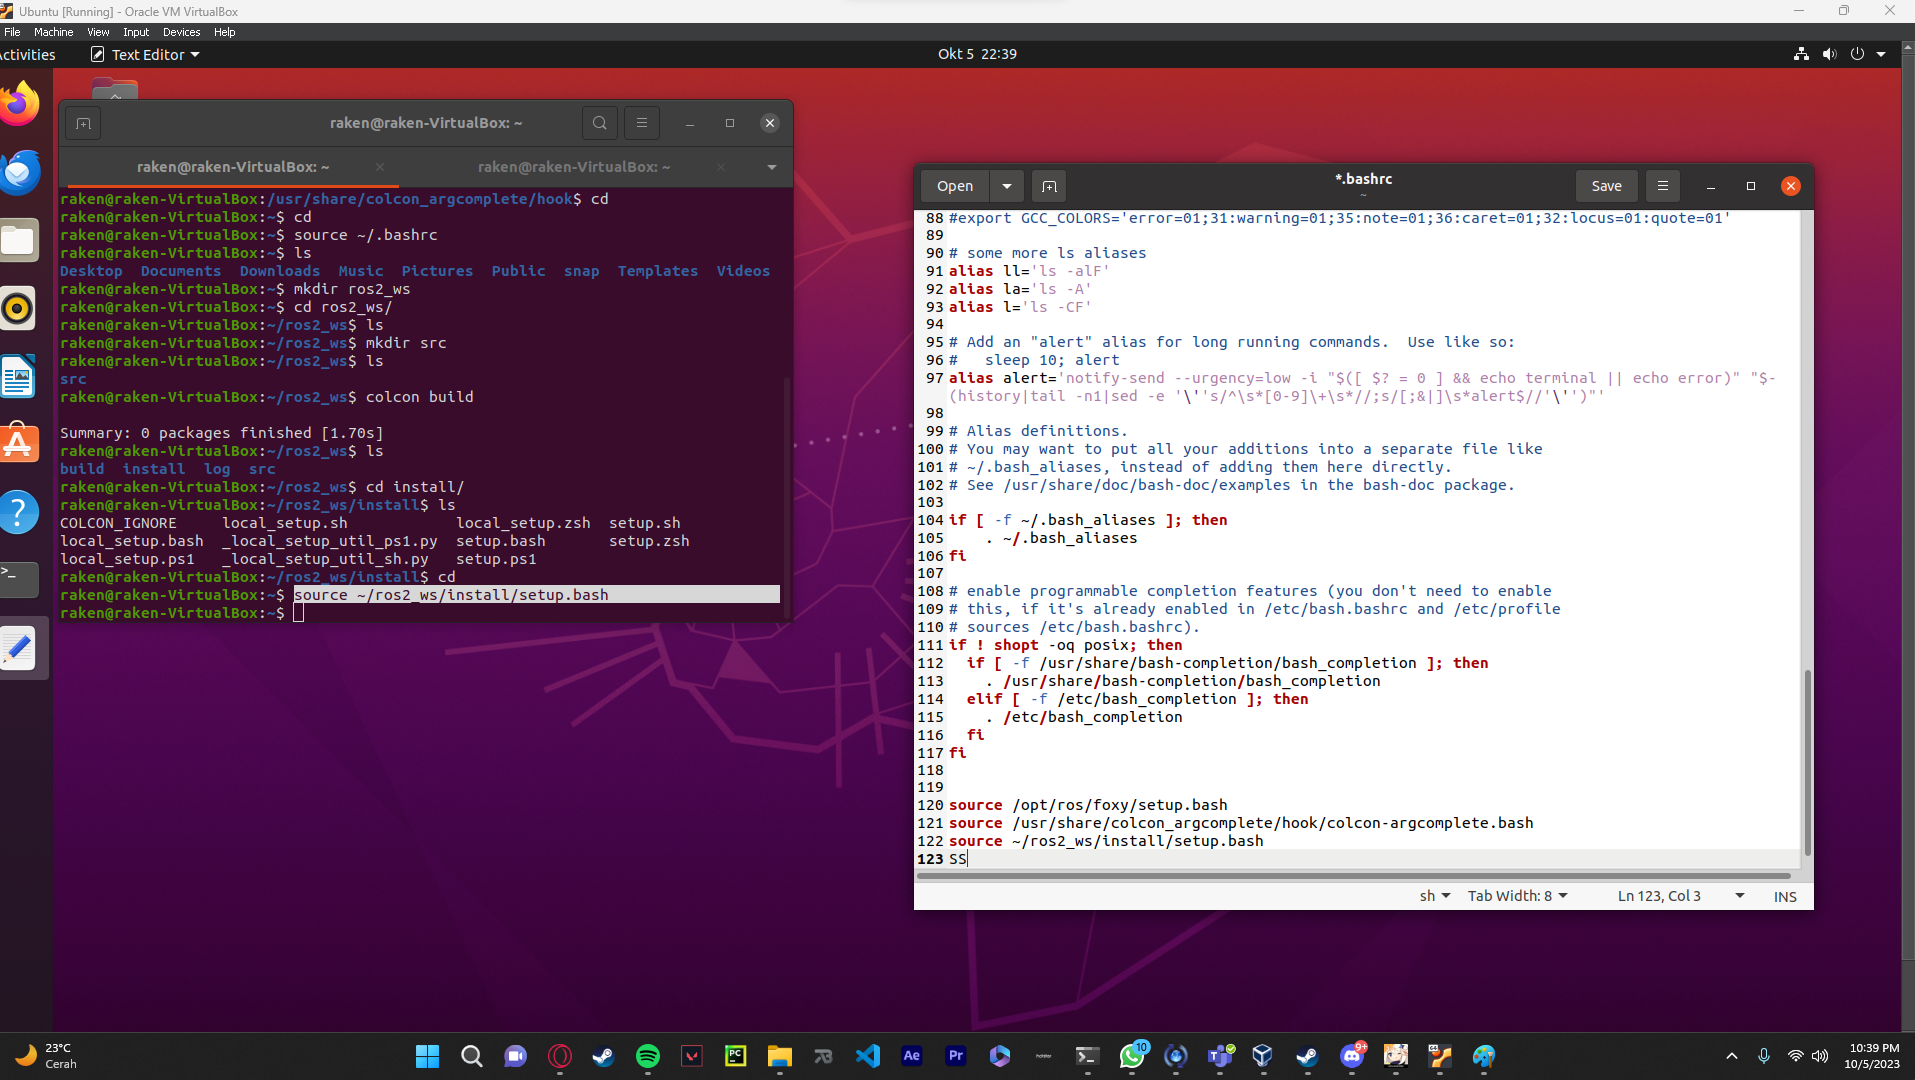 Ubuntu [Running] - Oracle VM VirtualBox
File Machine View Input Devices Help
Activities Text Editor Okt 5 22:39
raken@raken-VirtualBox: ~
raken@raken-VirtualBox: ~ raken@raken-VirtualBox: ~
raken@raken-VirtualBox:/usr/share/colcon_argcomplete/hook$ cd
raken@raken-VirtualBox:~$ cd
raken@raken-VirtualBox:~$ source ~/.bashrc
raken@raken-VirtualBox:~$ ls
Desktop Documents Downloads Music Pictures Public snap Templates Videos
raken@raken-VirtualBox:~$ mkdir ros2_ws
raken@raken-VirtualBox:~$ cd ros2_ws/
raken@raken-VirtualBox:~/ros2_ws$ ls
raken@raken-VirtualBox:~/ros2_ws$ mkdir src
raken@raken-VirtualBox:~/ros2_ws$ ls
src
raken@raken-VirtualBox:~/ros2_ws$ colcon build
Summary: 0 packages finished [1.70s]
raken@raken-VirtualBox:~/ros2_ws$ ls
build install log src
raken@raken-VirtualBox:~/ros2_ws$ cd install/
raken@raken-VirtualBox:~/ros2_ws/install$ ls
COLCON_IGNORE local_setup.sh local_setup.zsh setup.sh
local_setup.bash _local_setup_util_ps1.py setup.bash setup.zsh
local_setup.ps1 _local_setup_util_sh.py setup.ps1
raken@raken-VirtualBox:~/ros2_ws/install$ cd
raken@raken-VirtualBox:~$ source ~/ros2_ws/install/setup.bash
raken@raken-VirtualBox:~$
Open *.bashrc Save
~
88 #export GCC_COLORS='error=01;31:warning=01;35:note=01;36:caret=01;32:locus=01:quote=01'
89
90 # some more ls aliases
91 alias ll='ls -alF'
92 alias la='ls -A'
93 alias l='ls -CF'
94
95 # Add an "alert" alias for long running commands.  Use like so:
96 #   sleep 10; alert
97 alias alert='notify-send --urgency=low -i "$([ $? = 0 ] && echo terminal || echo error)" "$-
(history|tail -n1|sed -e '\''s/^\s*[0-9]\+\s*//;s/[;&|]\s*alert$//'\'')"'
98
99 # Alias definitions.
100 # You may want to put all your additions into a separate file like
101 # ~/.bash_aliases, instead of adding them here directly.
102 # See /usr/share/doc/bash-doc/examples in the bash-doc package.
103
104 if [ -f ~/.bash_aliases ]; then
105     . ~/.bash_aliases
106 fi
107
108 # enable programmable completion features (you don't need to enable
109 # this, if it's already enabled in /etc/bash.bashrc and /etc/profile
110 # sources /etc/bash.bashrc).
111 if ! shopt -oq posix; then
112   if [ -f /usr/share/bash-completion/bash_completion ]; then
113     . /usr/share/bash-completion/bash_completion
114   elif [ -f /etc/bash_completion ]; then
115     . /etc/bash_completion
116   fi
117 fi
118
119
120 source /opt/ros/foxy/setup.bash
121 source /usr/share/colcon_argcomplete/hook/colcon-argcomplete.bash
122 source ~/ros2_ws/install/setup.bash
123 SS
sh Tab Width: 8 Ln 123, Col 3 INS
23°C
Cerah
PC Ae Pr 10 9+
10:39 PM
10/5/2023